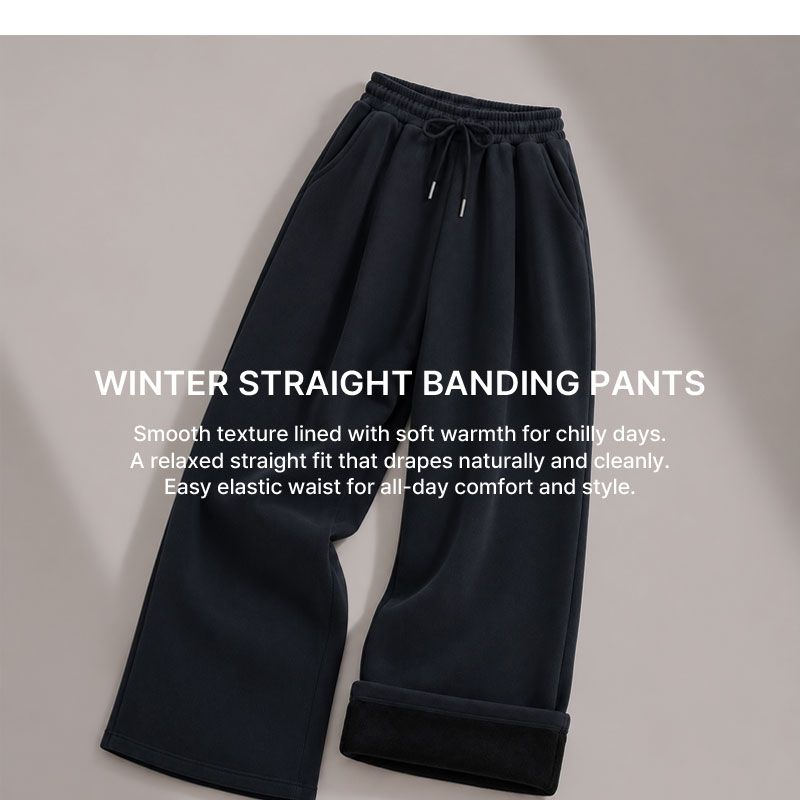 WINTER STRAIGHT BANDING PANTS
Smooth texture lined with soft warmth for chilly days.
A relaxed straight fit that drapes naturally and cleanly.
Easy elastic waist for all-day comfort and style.